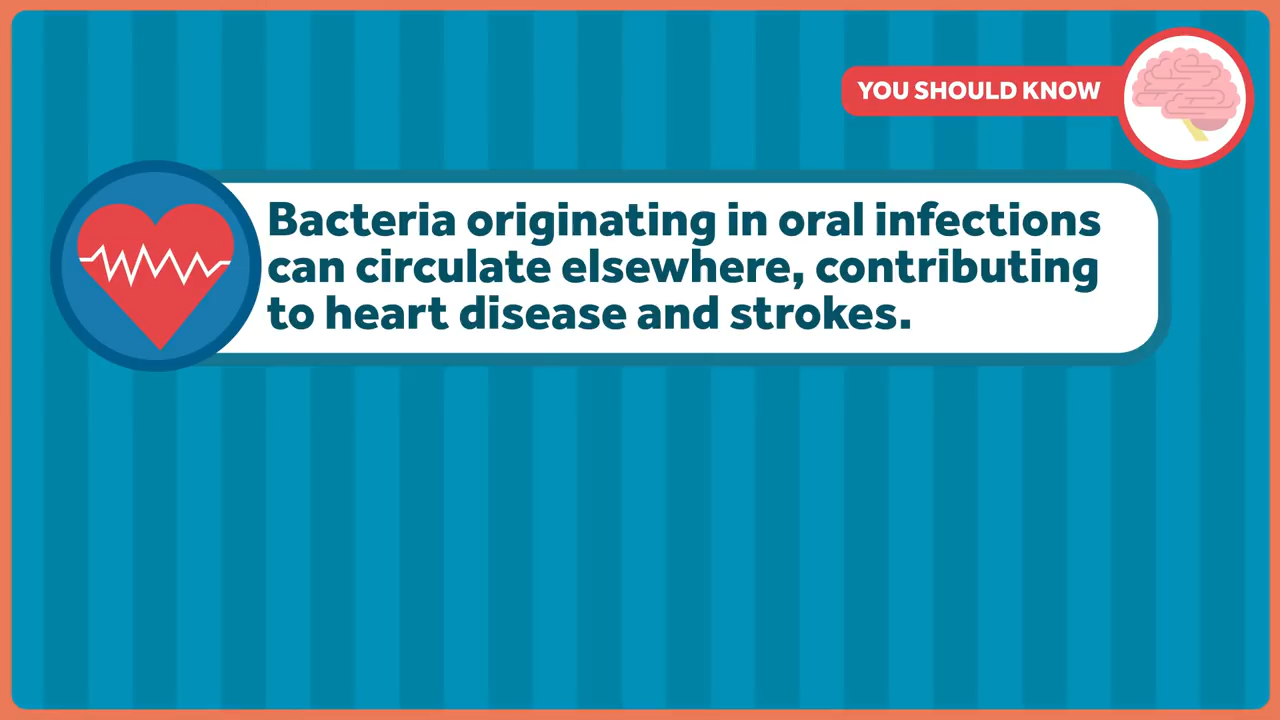 YOU SHOULD KNOW
Bacteria originating in oral infections
can circulate elsewhere, contributing
to heart disease and strokes.